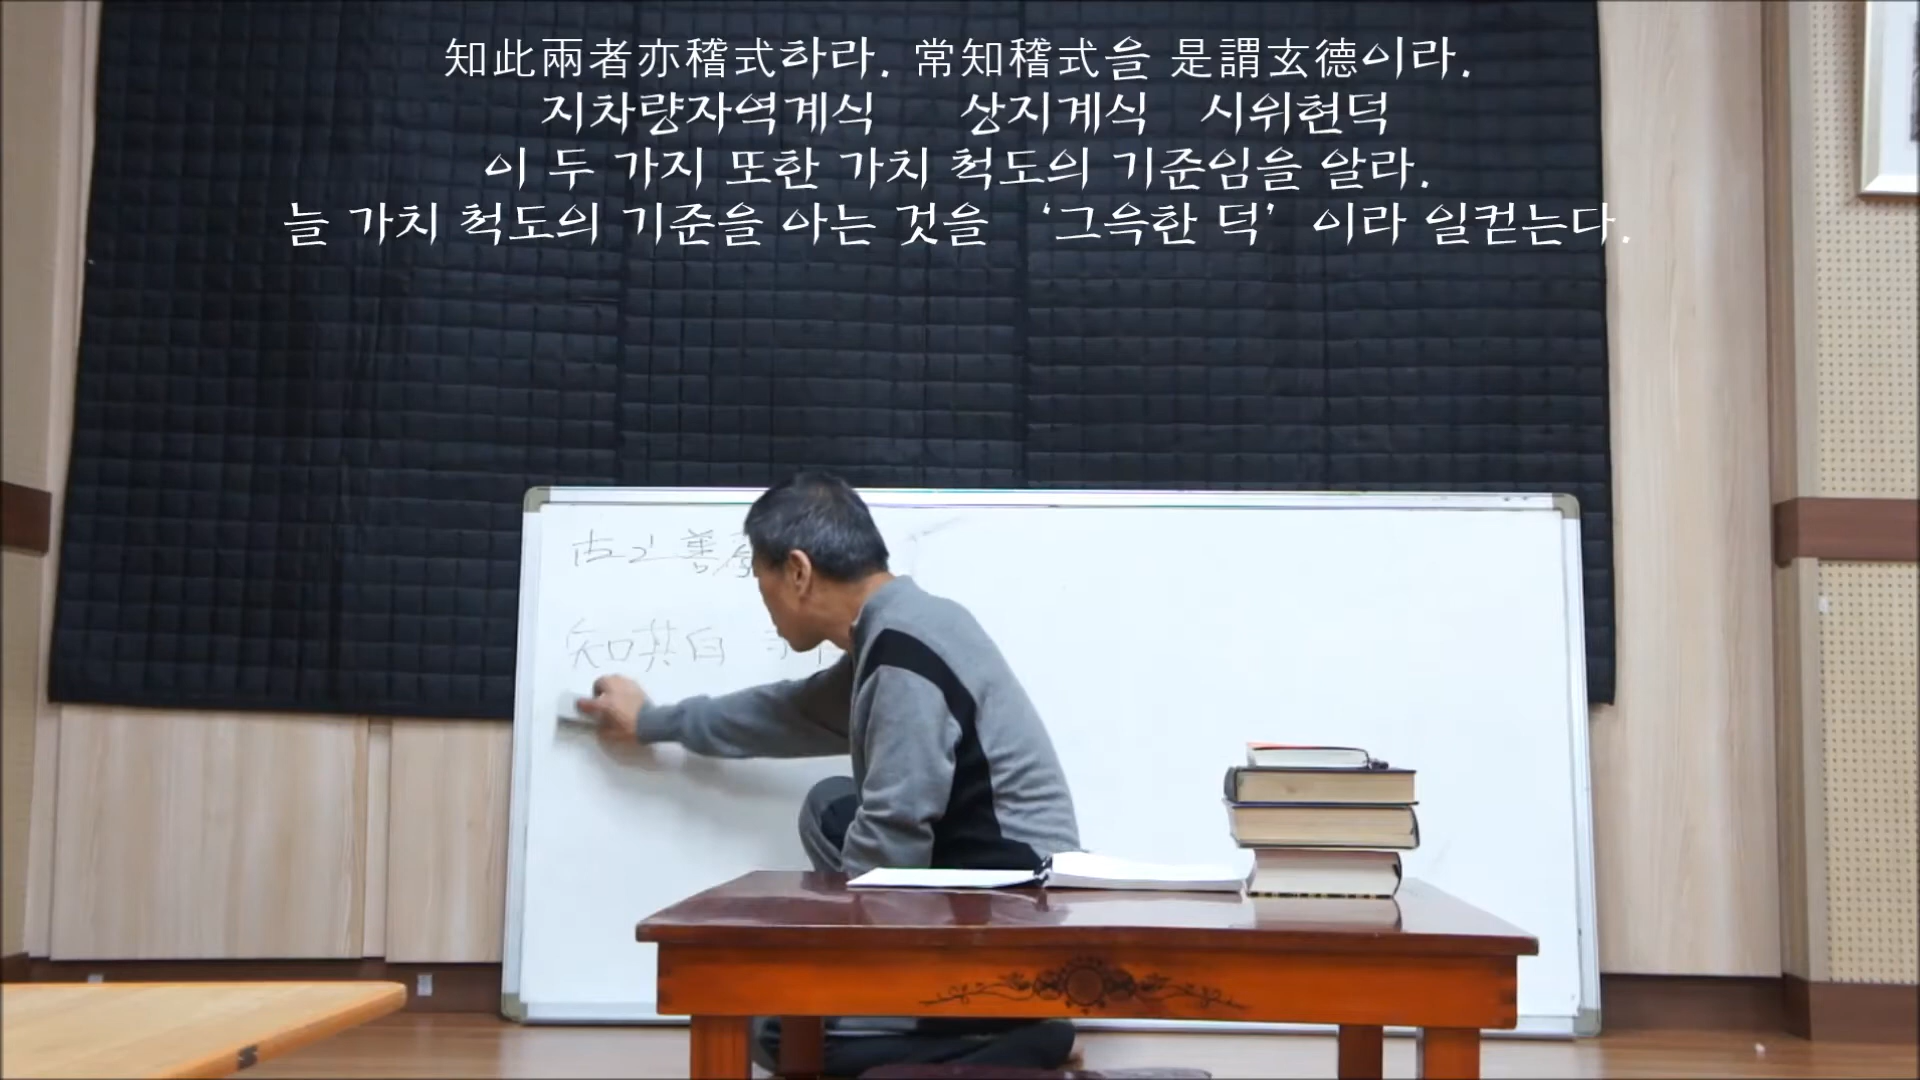 知此兩者亦稽式하라. 常知稽式을 是謂玄德이라.
지차량자역계식 상지계식 시위현덕
이 두 가지 또한 가치 척도의 기준임을 알라.
늘 가치 척도의 기준을 아는 것을 ‘그윽한 덕’ 이라 일컫는다.
古之善爲
知其白 守